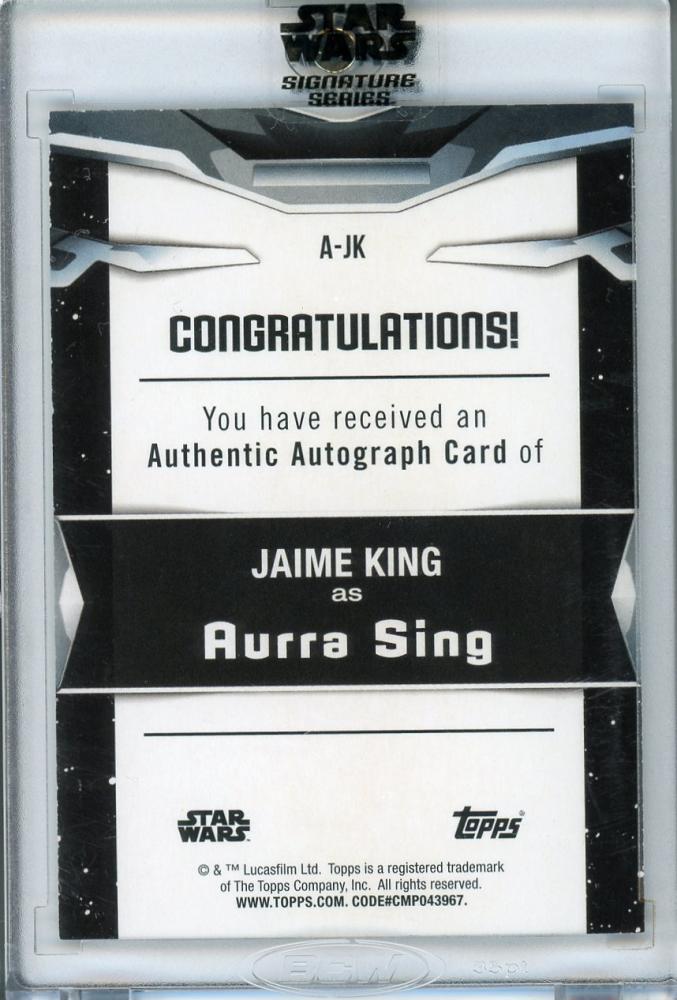 STAR
WARS
SIGNATURE
SERIES
A-JK
CONGRATULATIONS!
You have received an
Authentic Autograph Card of
JAIME KING
as
Aurra Sing
STAR
WARS
TOPPS®
© & ™ Lucasfilm Ltd. Topps is a registered trademark
of The Topps Company, Inc. All rights reserved.
WWW.TOPPS.COM. CODE#CMP043967.
BCW 35pt